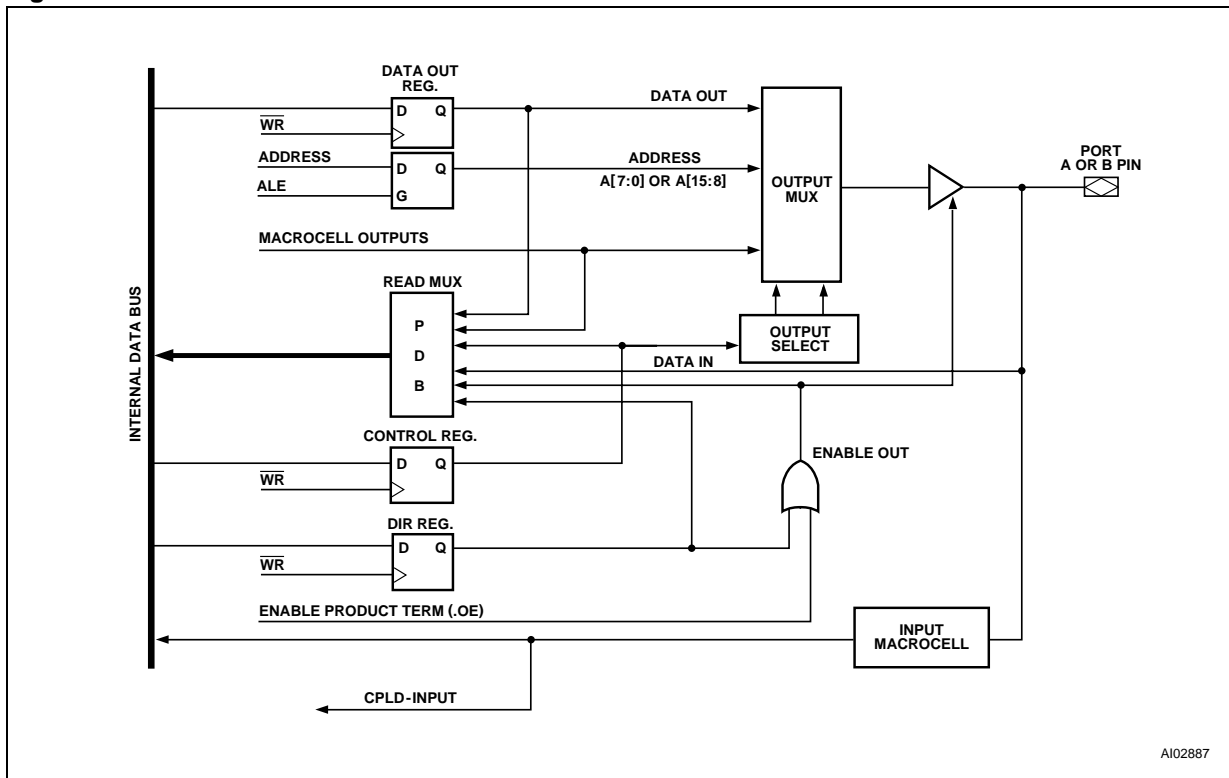 DATA OUT
REG.
D Q
DATA OUT
WR
ADDRESS
D Q
ADDRESS
A[7:0] OR A[15:8]
ALE
G
OUTPUT
MUX
PORT
A OR B PIN
MACROCELL OUTPUTS
READ MUX
P
D
B
OUTPUT
SELECT
DATA IN
INTERNAL DATA BUS
CONTROL REG.
D Q
WR
ENABLE OUT
DIR REG.
D Q
WR
ENABLE PRODUCT TERM (.OE)
INPUT
MACROCELL
CPLD-INPUT
AI02887